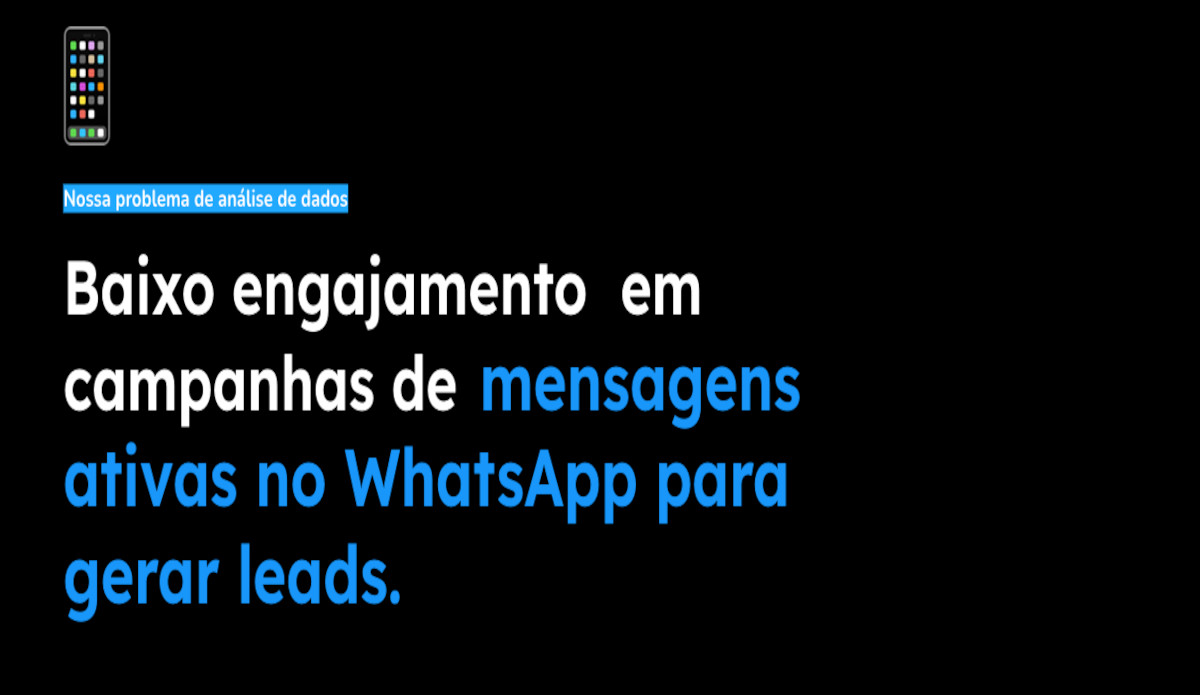 Nossa problema de análise de dados
Baixo engajamento em
campanhas de mensagens
ativas no WhatsApp para
gerar leads.